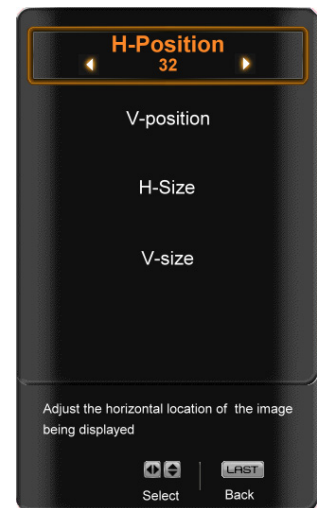 H-Position
32
V-position
H-Size
V-size
Adjust the horizontal location of the image
being displayed
LAST
Select Back